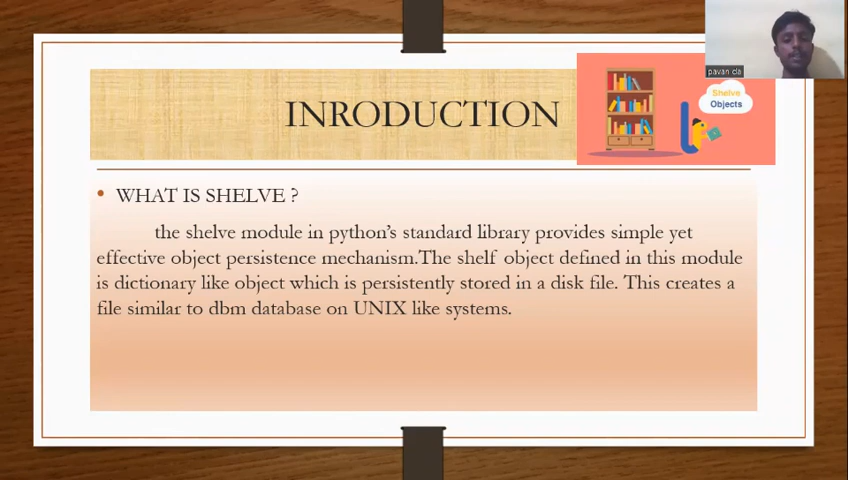 pavan da
Shelve
Objects
INRODUCTION
• WHAT IS SHELVE ?
the shelve module in python's standard library provides simple yet
effective object persistence mechanism.The shelf object defined in this module
is dictionary like object which is persistently stored in a disk file. This creates a
file similar to dbm database on UNIX like systems.